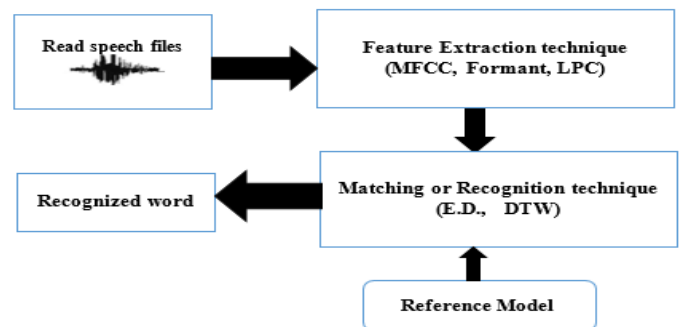 Read speech files
Feature Extraction technique
(MFCC, Formant, LPC)
Matching or Recognition technique
(E.D., DTW)
Recognized word
Reference Model